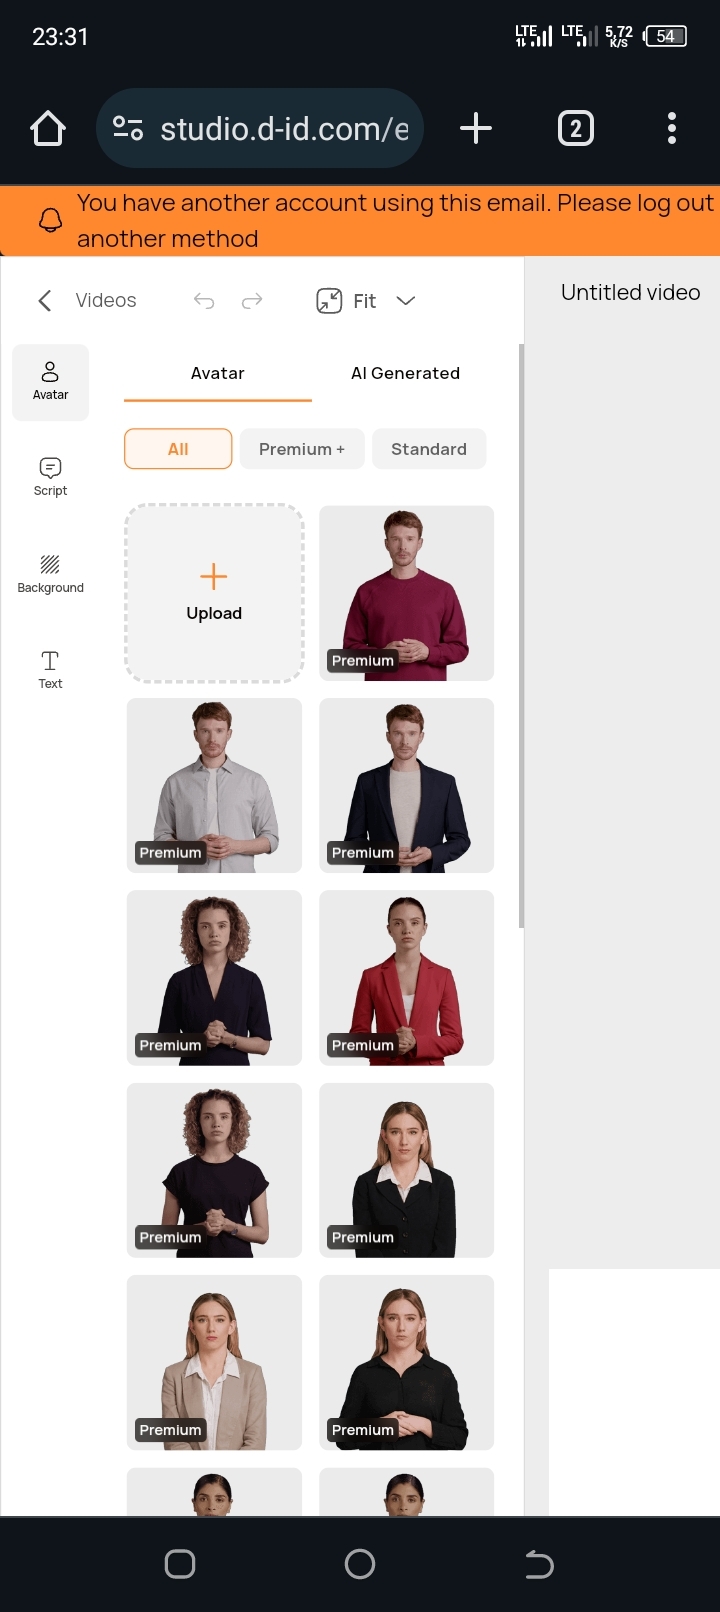 23:31
LTE LTE 5,72 K/S 54
studio.d-id.com/e
2
You have another account using this email. Please log out
another method
Videos
Fit
Untitled video
Avatar
Script
Background
Text
Avatar
AI Generated
All
Premium +
Standard
Upload
Premium
Premium
Premium
Premium
Premium
Premium
Premium
Premium
Premium